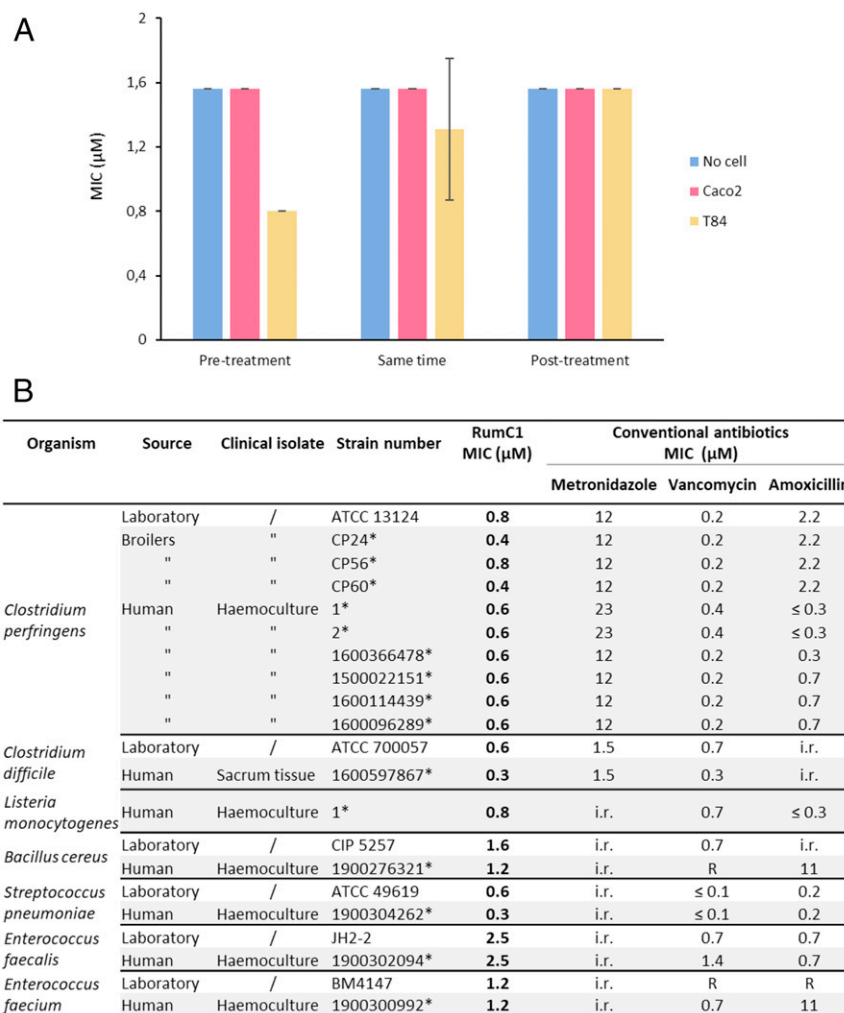 A
2
1,6
1,2
0,8
0,4
0
MIC (μM)
Pre-treatment Same time Post-treatment
No cell
Caco2
T84
B
Organism Source Clinical isolate Strain number RumC1 MIC (μM) Conventional antibiotics MIC (μM)
Metronidazole Vancomycin Amoxicillin
Clostridium perfringens Laboratory / ATCC 13124 0.8 12 0.2 2.2
Broilers " CP24* 0.4 12 0.2 2.2
" " CP56* 0.8 12 0.2 2.2
" " CP60* 0.4 12 0.2 2.2
Human Haemoculture 1* 0.6 23 0.4 ≤ 0.3
" " 2* 0.6 23 0.4 ≤ 0.3
" " 1600366478* 0.6 12 0.2 0.3
" " 1500022151* 0.6 12 0.2 0.7
" " 1600114439* 0.6 12 0.2 0.7
" " 1600096289* 0.6 12 0.2 0.7
Clostridium difficile Laboratory / ATCC 700057 0.6 1.5 0.7 i.r.
Human Sacrum tissue 1600597867* 0.3 1.5 0.3 i.r.
Listeria monocytogenes Human Haemoculture 1* 0.8 i.r. 0.7 ≤ 0.3
Bacillus cereus Laboratory / CIP 5257 1.6 i.r. 0.7 i.r.
Human Haemoculture 1900276321* 1.2 i.r. R 11
Streptococcus pneumoniae Laboratory / ATCC 49619 0.6 i.r. ≤ 0.1 0.2
Human Haemoculture 1900304262* 0.3 i.r. ≤ 0.1 0.2
Enterococcus faecalis Laboratory / JH2-2 2.5 i.r. 0.7 0.7
Human Haemoculture 1900302094* 2.5 i.r. 1.4 0.7
Enterococcus faecium Laboratory / BM4147 1.2 i.r. R R
Human Haemoculture 1900300992* 1.2 i.r. 0.7 11